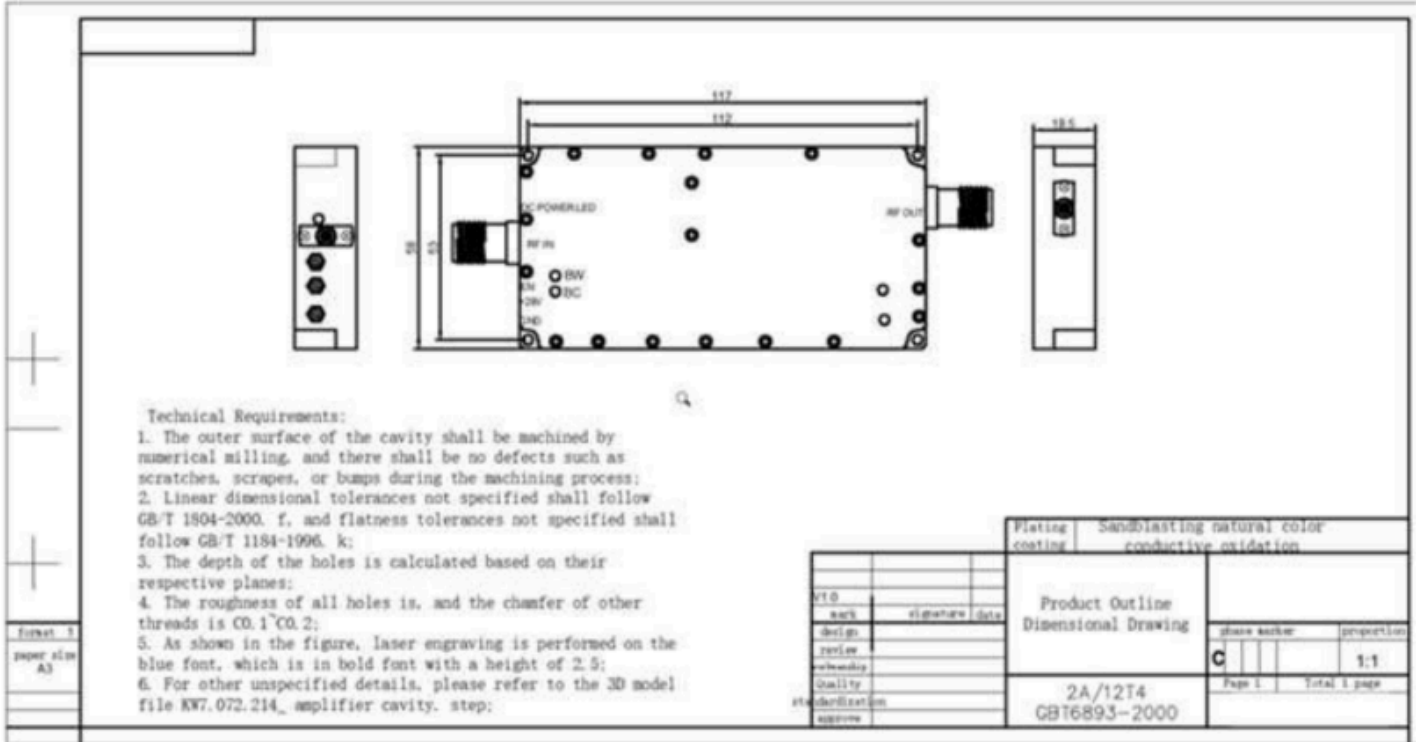 117
112
18.5
58
53
DC POWER LED
RF IN
RF OUT
BW
EN
BG
+28V
GND
Technical Requirements:
1. The outer surface of the cavity shall be machined by
numerical milling, and there shall be no defects such as
scratches, scrapes, or bumps during the machining process;
2. Linear dimensional tolerances not specified shall follow
GB/T 1804-2000. f, and flatness tolerances not specified shall
follow GB/T 1184-1996. k;
3. The depth of the holes is calculated based on their
respective planes;
4. The roughness of all holes is, and the chamfer of other
threads is C0.1~C0.2;
5. As shown in the figure, laser engraving is performed on the
blue font, which is in bold font with a height of 2.5;
6. For other unspecified details, please refer to the 3D model
file KW7.072.214_ amplifier cavity. step;
format 3
paper size
A3
Plating
coating
Sandblasting natural color
conductive oxidation
V1.0
mark signature date
design
review
Quality
standardization
approve
Product Outline
Dimensional Drawing
2A/12T4
GBT6893-2000
phase marker proportion
C
1:1
Page 1 Total 1 page